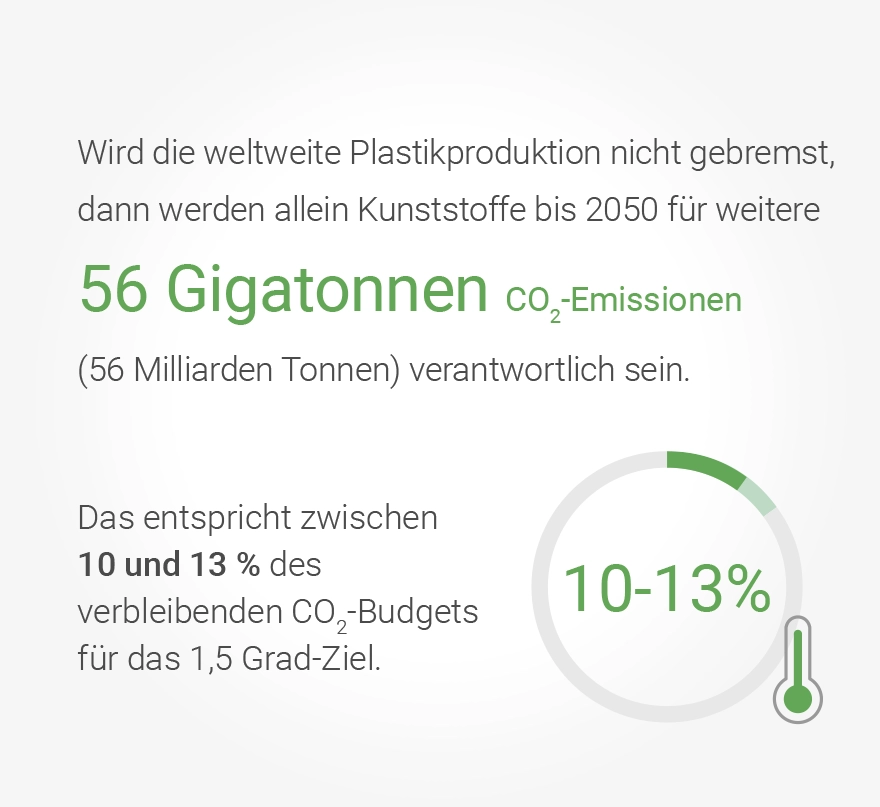 Wird die weltweite Plastikproduktion nicht gebremst,
dann werden allein Kunststoffe bis 2050 für weitere
56 Gigatonnen CO₂-Emissionen
(56 Milliarden Tonnen) verantwortlich sein.
Das entspricht zwischen
10 und 13 % des
verbleibenden CO₂-Budgets
für das 1,5 Grad-Ziel.
10-13%